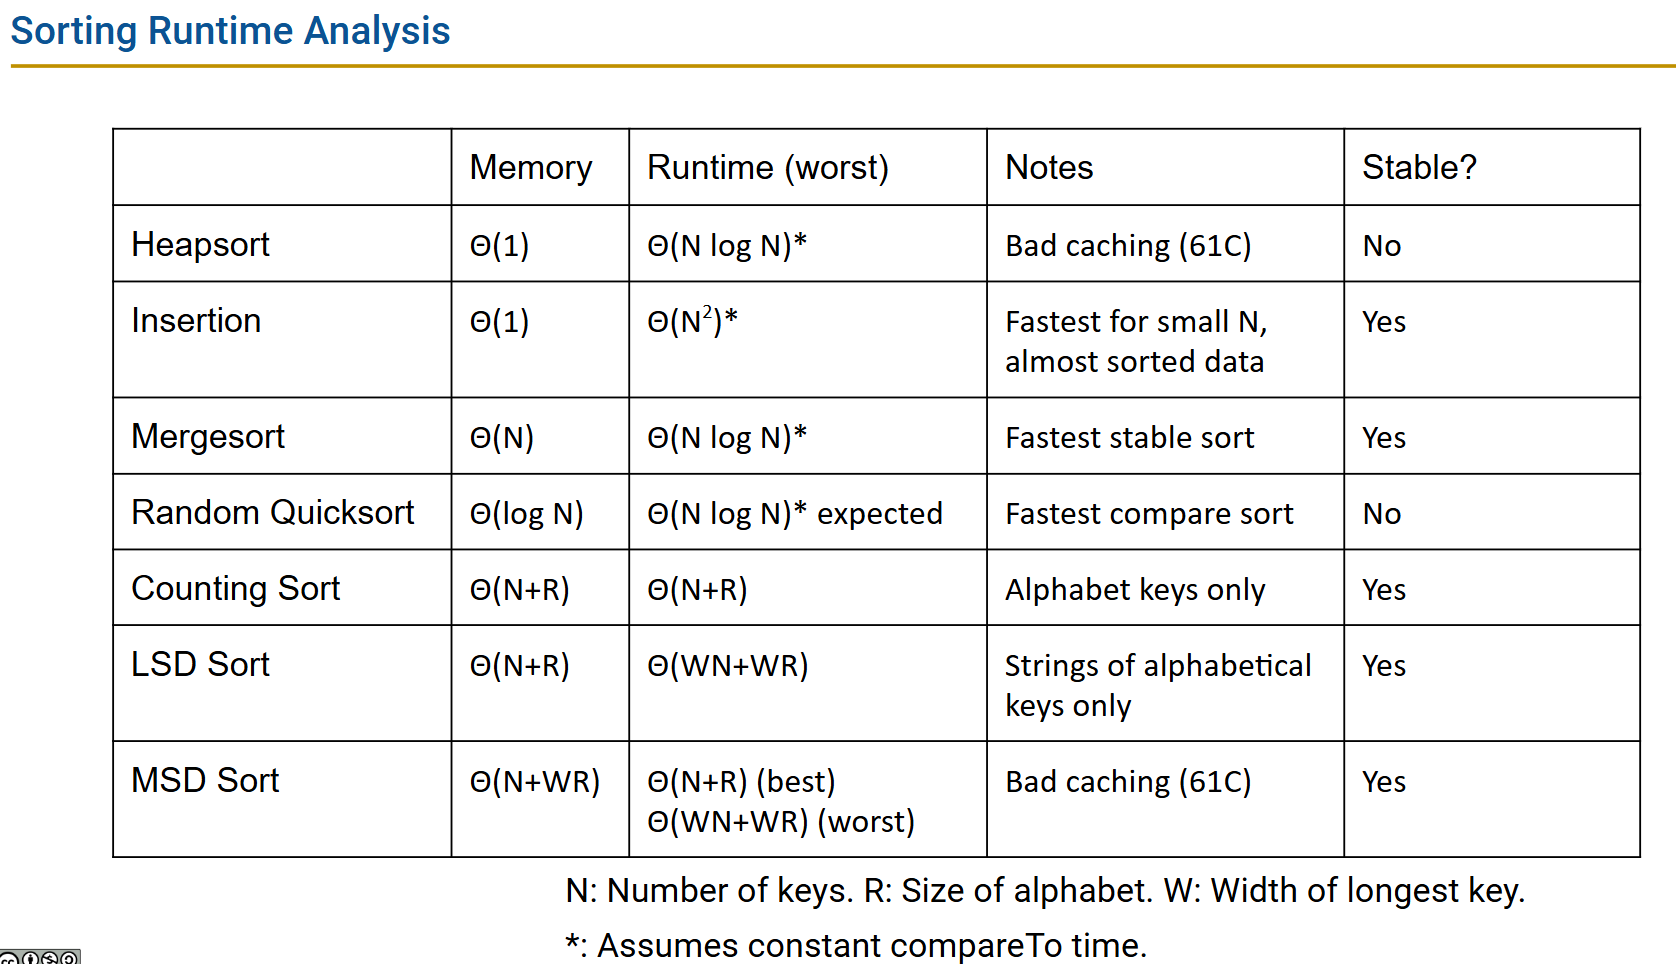 Sorting Runtime Analysis
Memory Runtime (worst) Notes Stable?
Heapsort Θ(1) Θ(N log N)* Bad caching (61C) No
Insertion Θ(1) Θ(N²)* Fastest for small N, Yes
almost sorted data
Mergesort Θ(N) Θ(N log N)* Fastest stable sort Yes
Random Quicksort Θ(log N) Θ(N log N)* expected Fastest compare sort No
Counting Sort Θ(N+R) Θ(N+R) Alphabet keys only Yes
LSD Sort Θ(N+R) Θ(WN+WR) Strings of alphabetical Yes
keys only
MSD Sort Θ(N+WR) Θ(N+R) (best) Bad caching (61C) Yes
Θ(WN+WR) (worst)
N: Number of keys. R: Size of alphabet. W: Width of longest key.
*: Assumes constant compareTo time.
cc